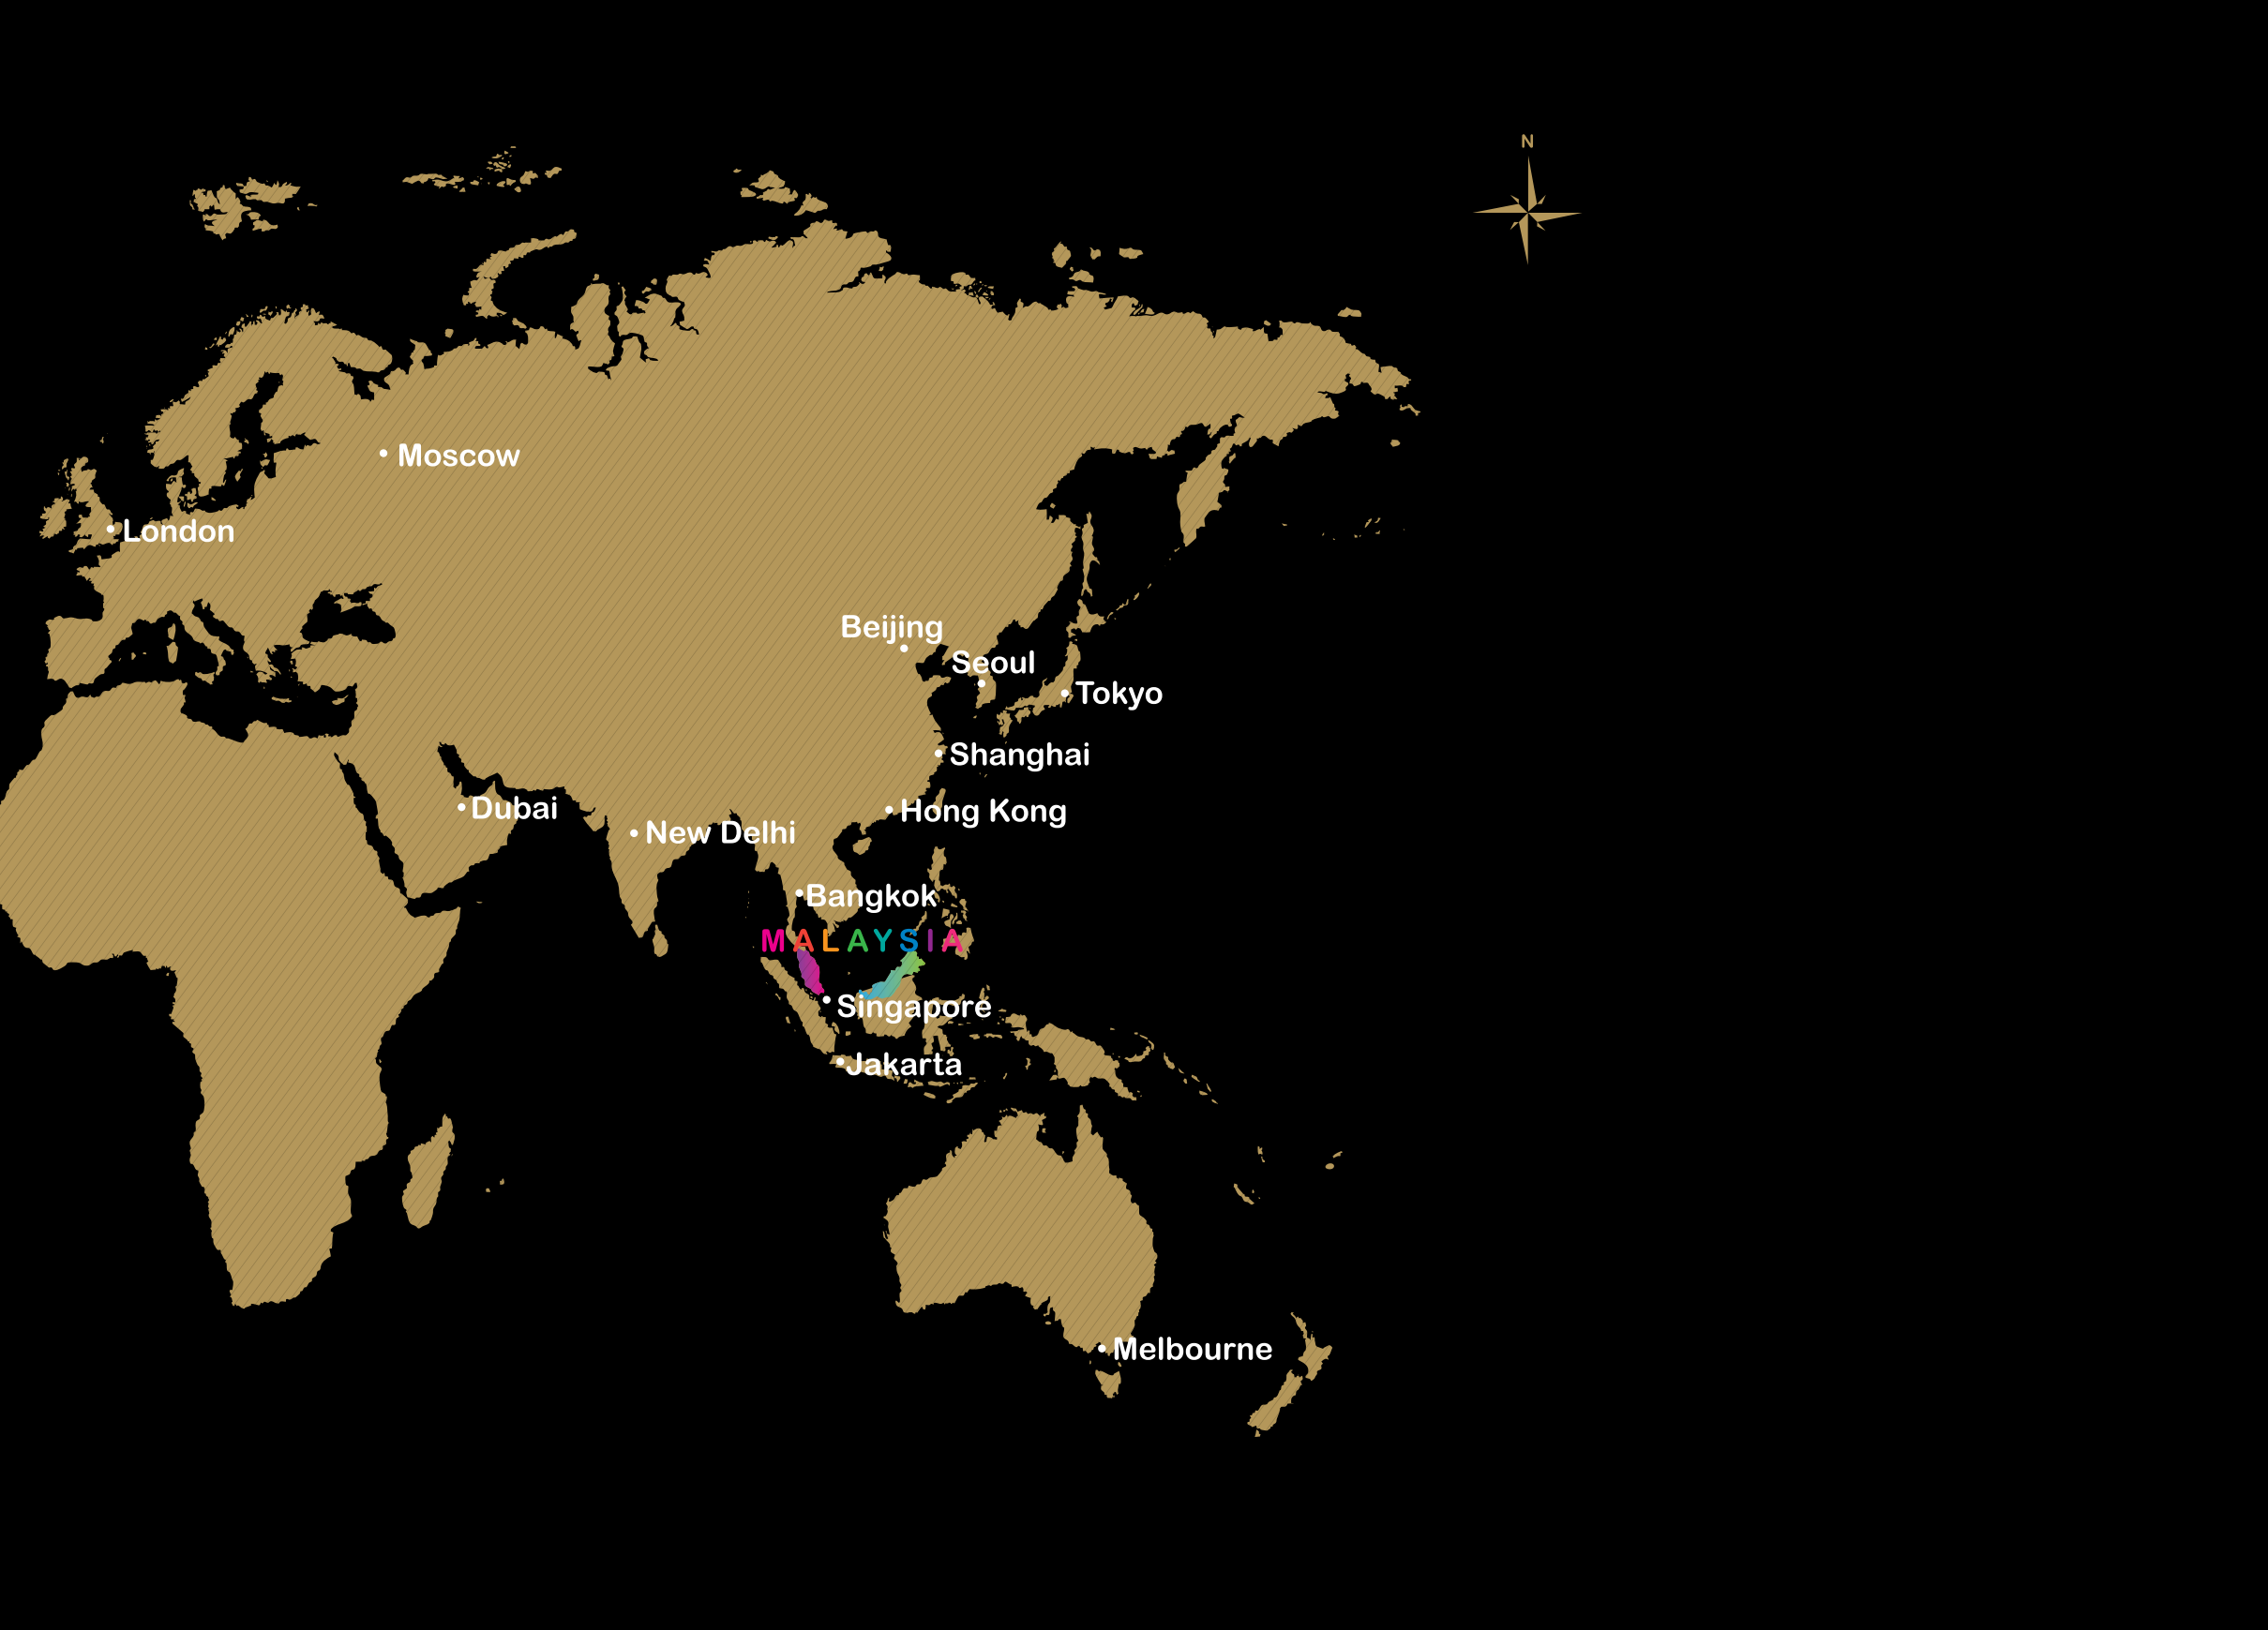 N
Moscow
London
Beijing
Seoul
Tokyo
Shanghai
Dubai
Hong Kong
New Delhi
Bangkok
MALAYSIA
Singapore
Jakarta
Melbourne